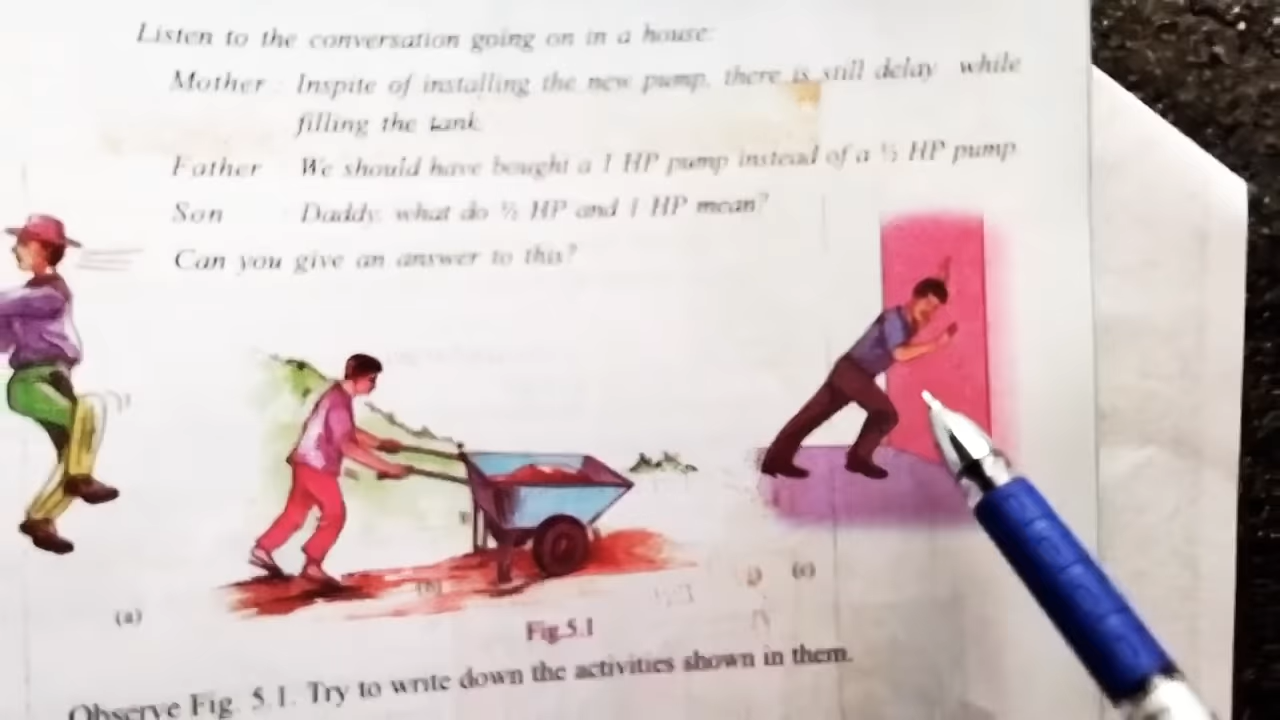 Listen to the conversation going on in a house:
Mother : Inspite of installing the new pump, there is still delay while
filling the tank.
Father : We should have bought a 1 HP pump instead of a ½ HP pump.
Son : Daddy, what do ½ HP and 1 HP mean?
Can you give an answer to this?
(a)
(b)
(c)
Fig.5.1
Observe Fig. 5.1. Try to write down the activities shown in them.